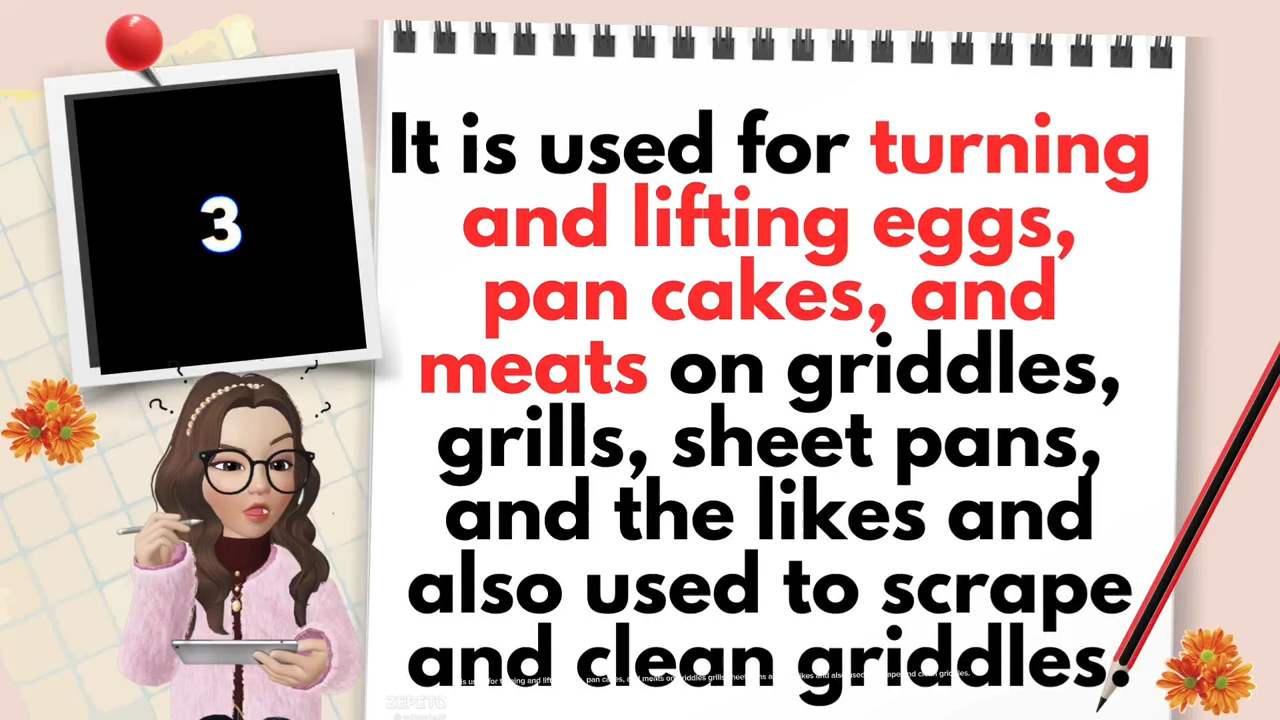 3
It is used for turning
and lifting eggs,
pan cakes, and
meats on griddles,
grills, sheet pans,
and the likes and
also used to scrape
and clean griddles.
ZEPETO